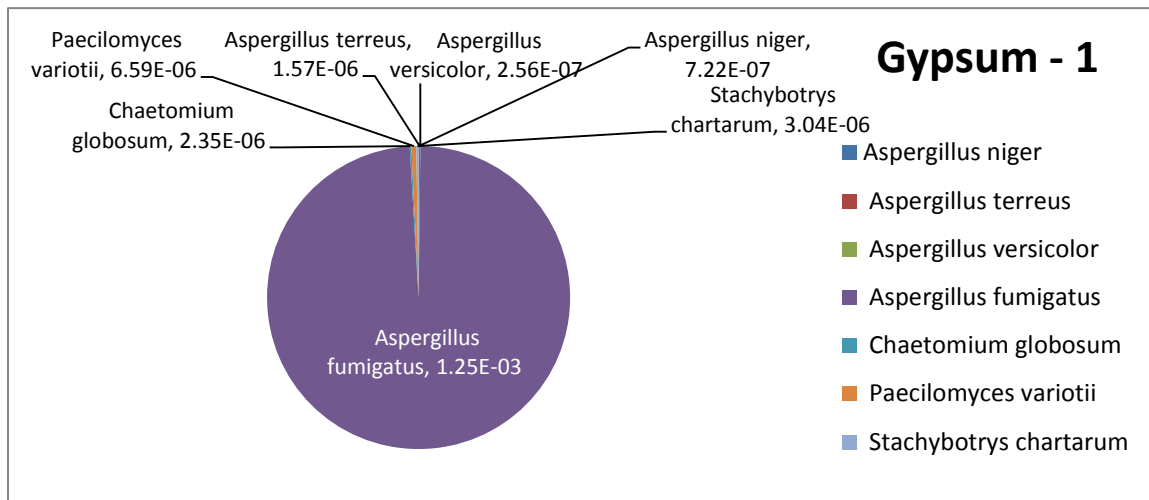 Paecilomyces
variotii, 6.59E-06
Aspergillus terreus,
1.57E-06
Aspergillus
versicolor, 2.56E-07
Aspergillus niger,
7.22E-07
Gypsum - 1
Chaetomium
globosum, 2.35E-06
Stachybotrys
chartarum, 3.04E-06
Aspergillus
fumigatus, 1.25E-03
Aspergillus niger
Aspergillus terreus
Aspergillus versicolor
Aspergillus fumigatus
Chaetomium globosum
Paecilomyces variotii
Stachybotrys chartarum